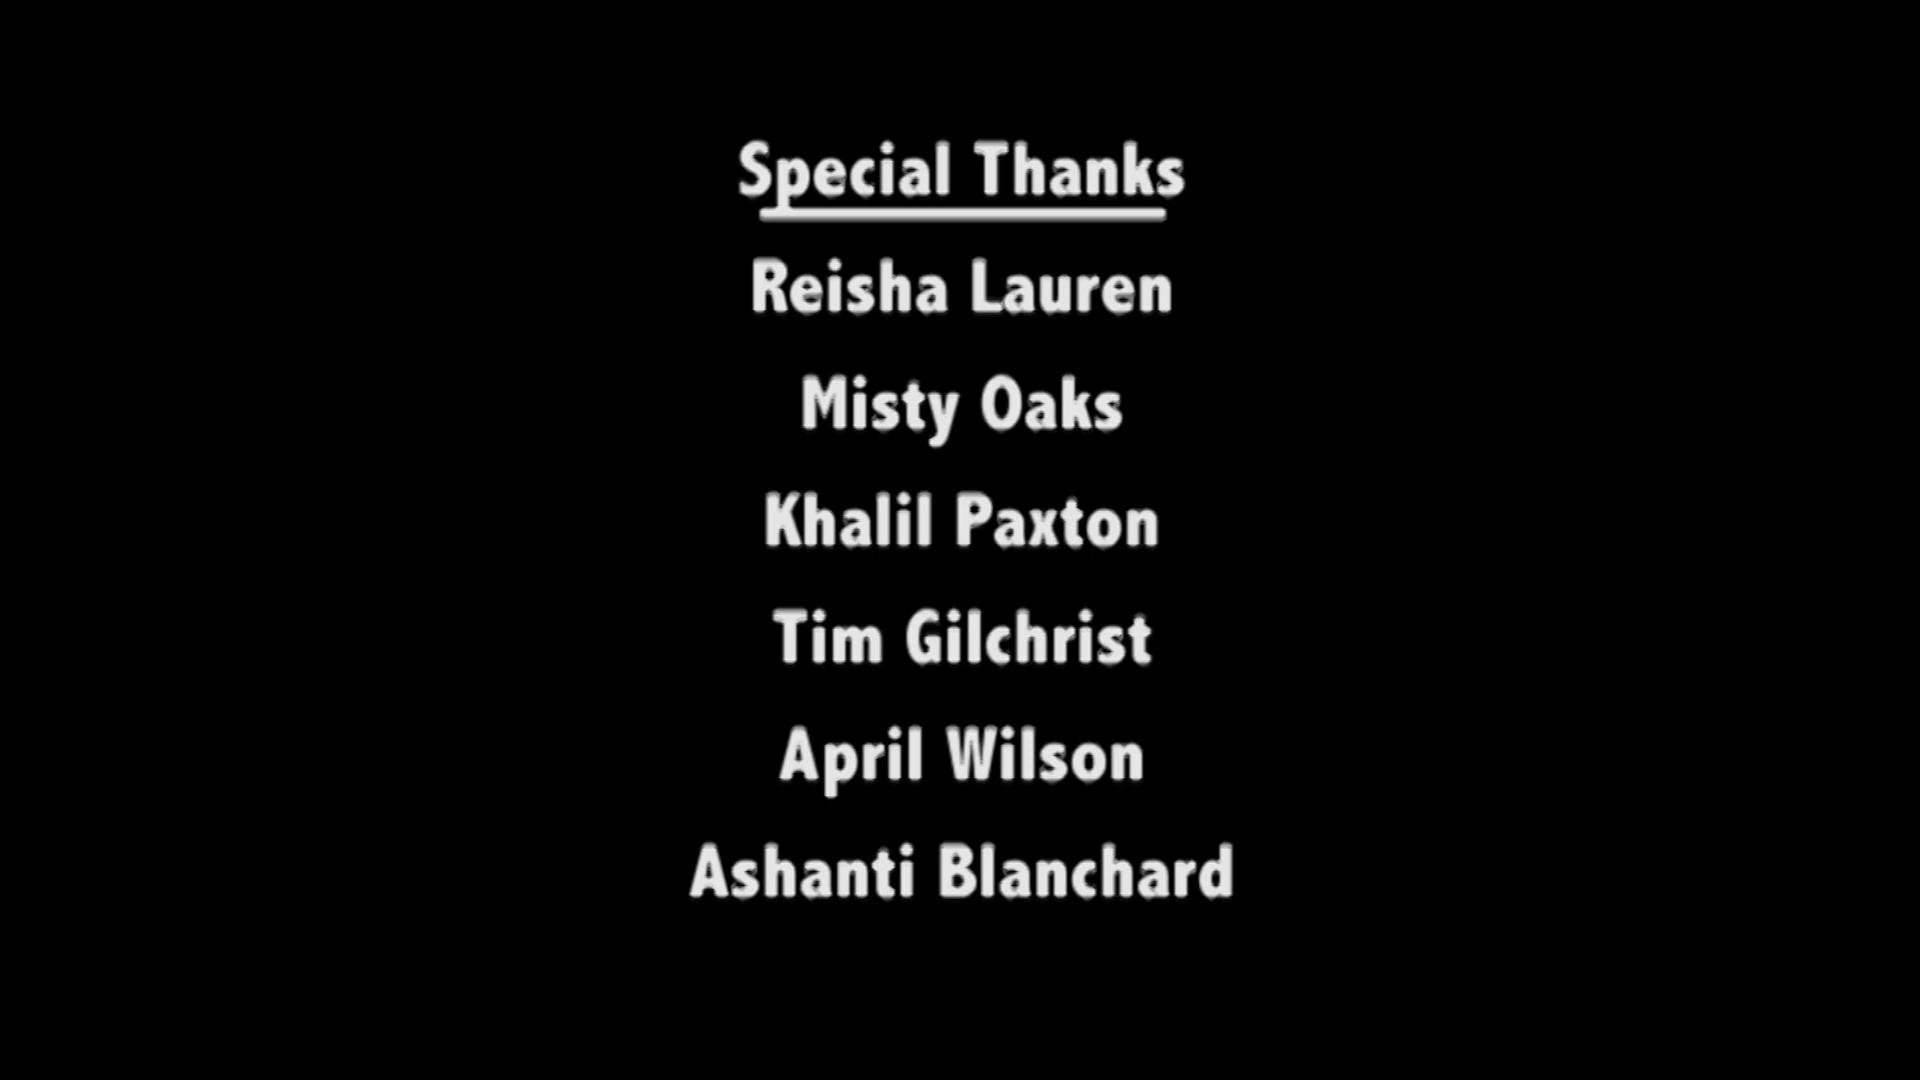 Special Thanks
Reisha Lauren
Misty Oaks
Khalil Paxton
Tim Gilchrist
April Wilson
Ashanti Blanchard